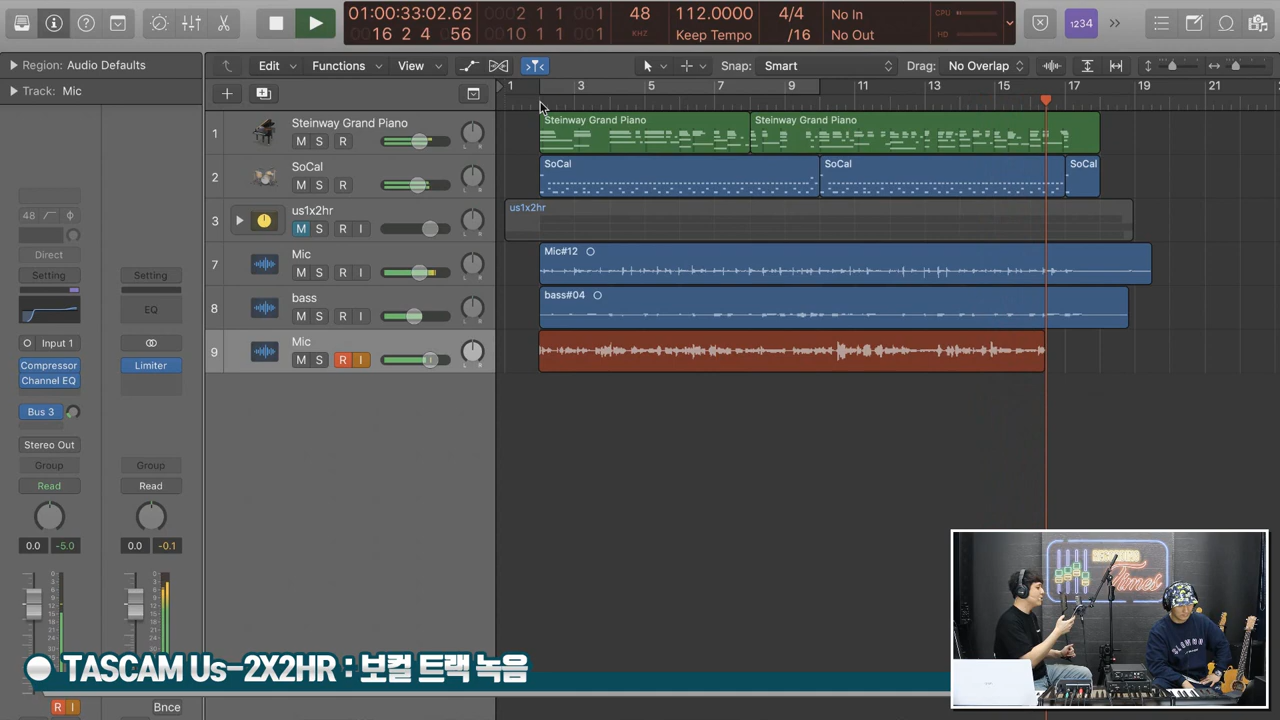 01:00:33:02.62
16 2 4 56
0002 1 1 001
0010 1 1 001
48
KHZ
112.0000
Keep Tempo
4/4
/16
No In
No Out
CPU
HD
1234
Region: Audio Defaults
Track: Mic
Edit
Functions
View
Snap: Smart
Drag: No Overlap
1 3 5 7 9 11 13 15 17 19 21
1
Steinway Grand Piano
M S R
Steinway Grand Piano
Steinway Grand Piano
2
SoCal
M S R
SoCal
SoCal
SoCal
3
us1x2hr
M S R I
us1x2hr
7
Mic
M S R I
Mic#12
8
bass
M S R I
bass#04
9
Mic
M S R I
48
Direct
Setting
Setting
EQ
Input 1
Compressor
Channel EQ
Limiter
Bus 3
Stereo Out
Group
Group
Read
Read
0.0 -5.0
0.0 -0.1
R I
Bnce
Times
TASCAM Us-2X2HR : 보컬 트랙 녹음